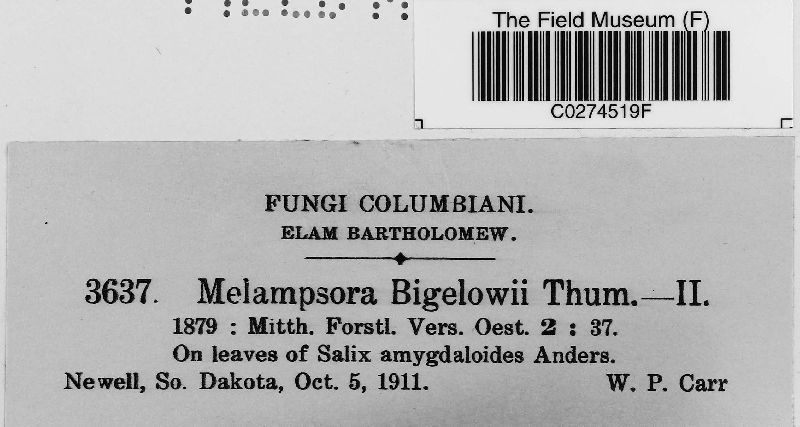 The Field Museum (F)
C0274519F
FUNGI COLUMBIANI.
ELAM BARTHOLOMEW.
3637. Melampsora Bigelowii Thum.—II.
1879 : Mitth. Forstl. Vers. Oest. 2 : 37.
On leaves of Salix amygdaloides Anders.
Newell, So. Dakota, Oct. 5, 1911. W. P. Carr